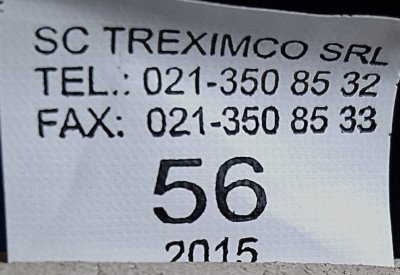 SC TREXIMCO SRL
TEL.: 021-350 85 32
FAX: 021-350 85 33
56
2015